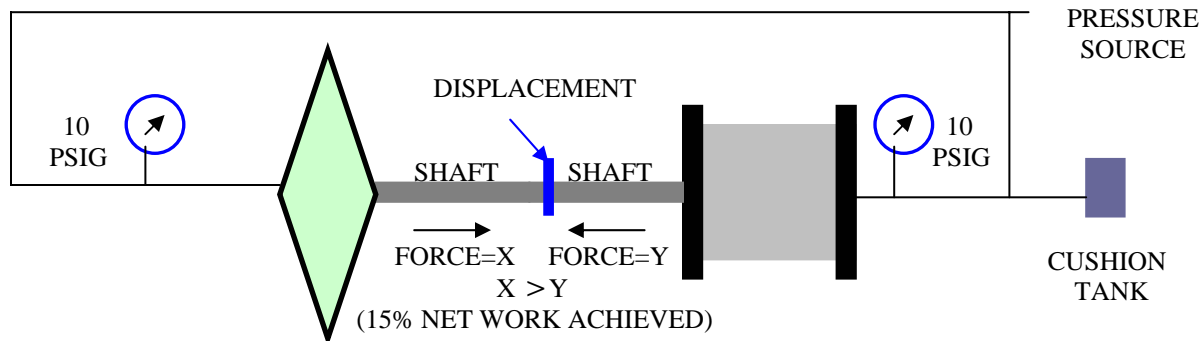 PRESSURE
SOURCE
DISPLACEMENT
10
PSIG
10
PSIG
SHAFT
SHAFT
FORCE=X
FORCE=Y
X > Y
(15% NET WORK ACHIEVED)
CUSHION
TANK